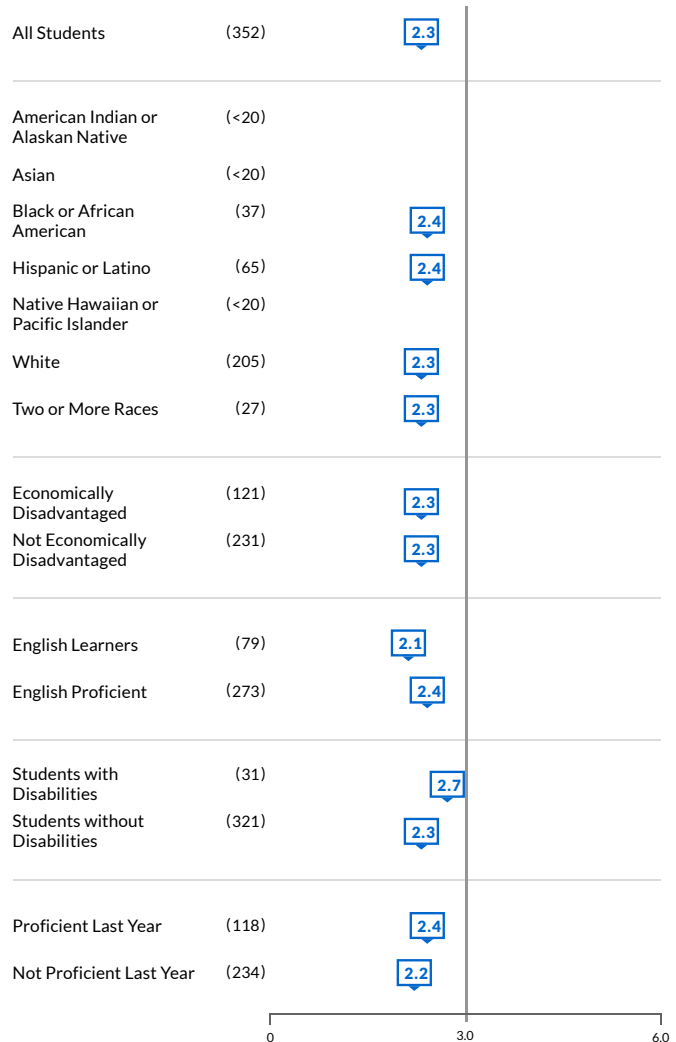 All Students (352) 2.3
American Indian or (<20)
Alaskan Native
Asian (<20)
Black or African (37) 2.4
American
Hispanic or Latino (65) 2.4
Native Hawaiian or (<20)
Pacific Islander
White (205) 2.3
Two or More Races (27) 2.3
Economically (121) 2.3
Disadvantaged
Not Economically (231) 2.3
Disadvantaged
English Learners (79) 2.1
English Proficient (273) 2.4
Students with (31) 2.7
Disabilities
Students without (321) 2.3
Disabilities
Proficient Last Year (118) 2.4
Not Proficient Last Year (234) 2.2
0 3.0 6.0